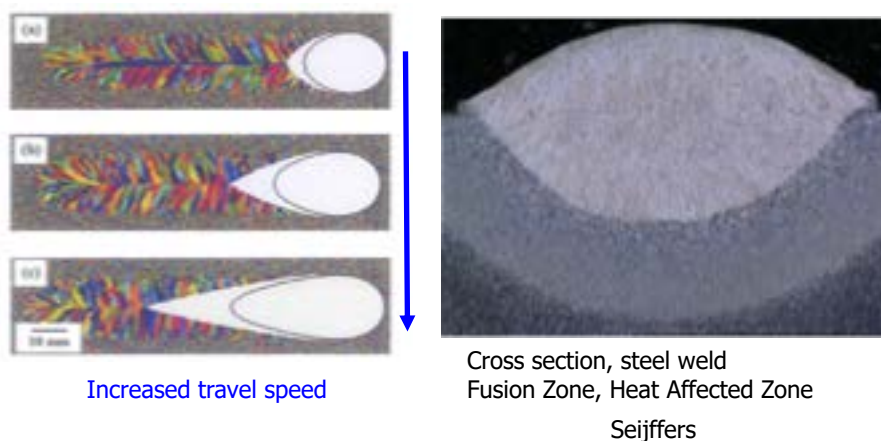 (a)
(b)
(c)
10 mm
Increased travel speed
Cross section, steel weld
Fusion Zone, Heat Affected Zone
Seijffers